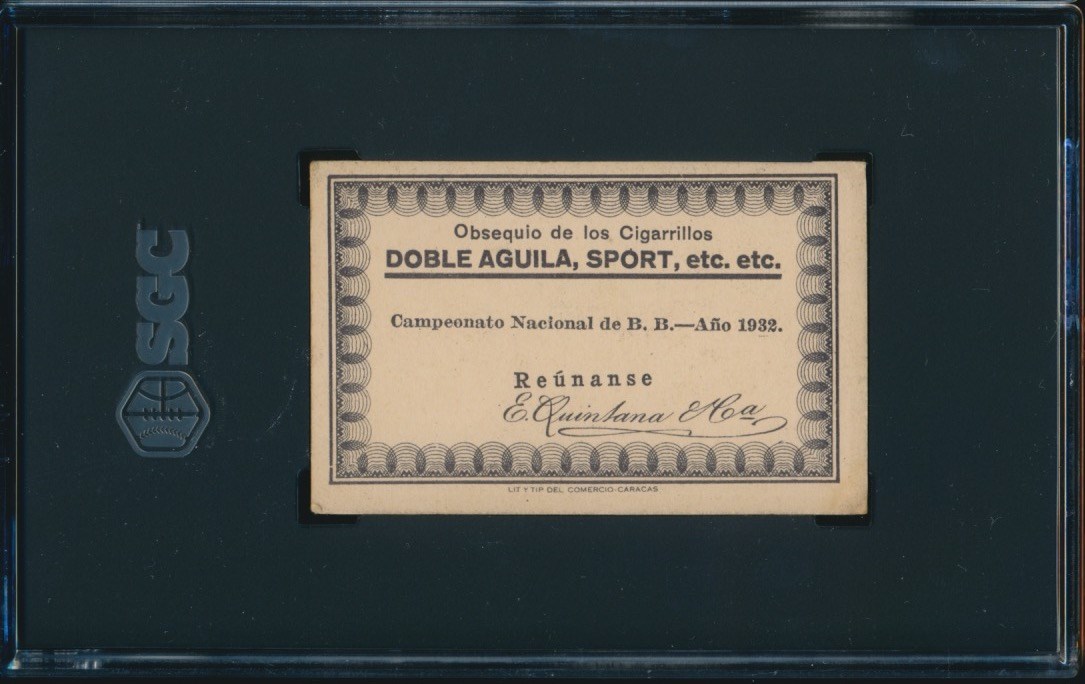 SGC
Obsequio de los Cigarrillos
DOBLE AGUILA, SPORT, etc. etc.
Campeonato Nacional de B. B.—Año 1932.
Reúnanse
E. Quintana & Ca
LIT Y TIP DEL COMERCIO-CARACAS